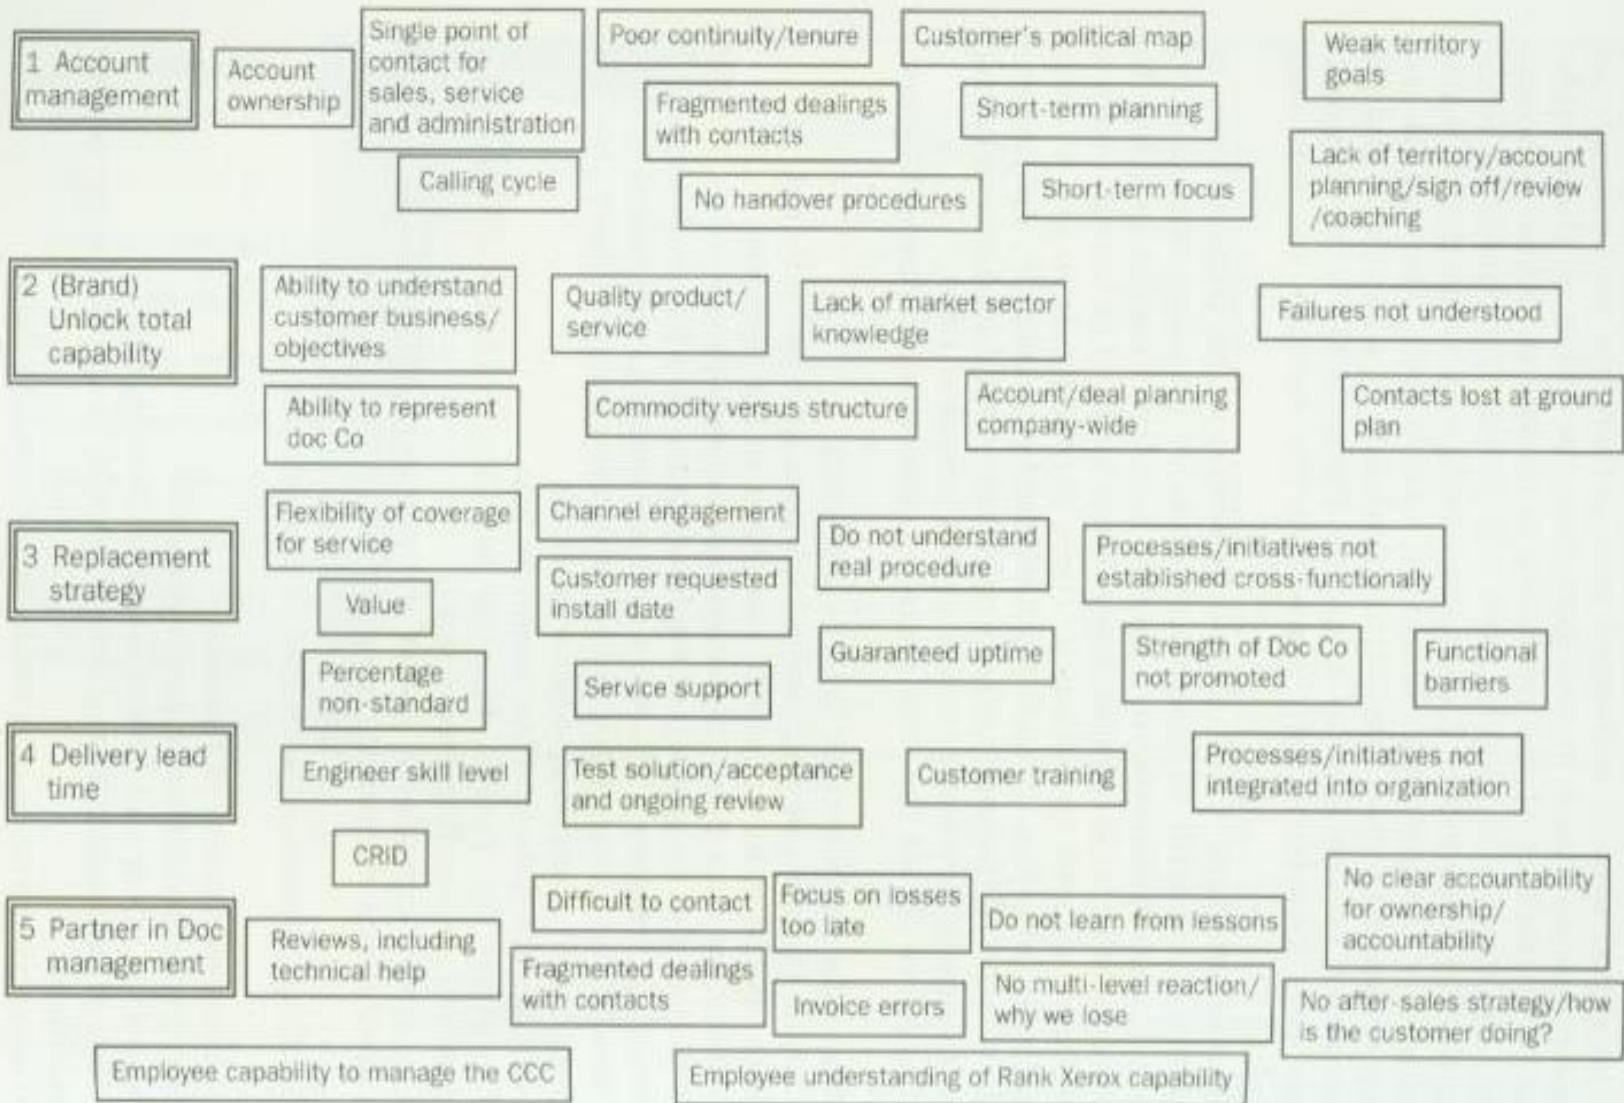 1 Account
management
Account
ownership
Single point of
contact for
sales, service
and administration
Calling cycle
Poor continuity/tenure
Fragmented dealings
with contacts
No handover procedures
Customer's political map
Short-term planning
Short-term focus
Weak territory
goals
Lack of territory/account
planning/sign off/review
/coaching
2 (Brand)
Unlock total
capability
Ability to understand
customer business/
objectives
Ability to represent
doc Co
Quality product/
service
Commodity versus structure
Lack of market sector
knowledge
Account/deal planning
company-wide
Failures not understood
Contacts lost at ground
plan
3 Replacement
strategy
Flexibility of coverage
for service
Value
Percentage
non-standard
Channel engagement
Customer requested
install date
Service support
Do not understand
real procedure
Guaranteed uptime
Processes/initiatives not
established cross-functionally
Strength of Doc Co
not promoted
Functional
barriers
4 Delivery lead
time
Engineer skill level
CRID
Test solution/acceptance
and ongoing review
Customer training
Processes/initiatives not
integrated into organization
5 Partner in Doc
management
Reviews, including
technical help
Difficult to contact
Fragmented dealings
with contacts
Focus on losses
too late
Invoice errors
Do not learn from lessons
No multi-level reaction/
why we lose
No clear accountability
for ownership/
accountability
No after-sales strategy/how
is the customer doing?
Employee capability to manage the CCC
Employee understanding of Rank Xerox capability